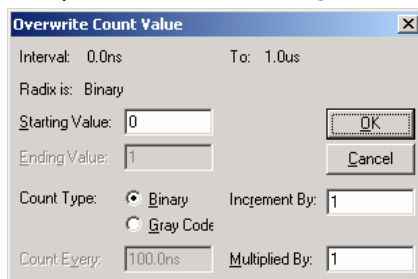 Overwrite Count Value
Interval: 0.0ns To: 1.0us
Radix is: Binary
Starting Value: 0 OK
Ending Value: 1 Cancel
Count Type: Binary Increment By: 1
Gray Code
Count Every: 100.0ns Multiplied By: 1